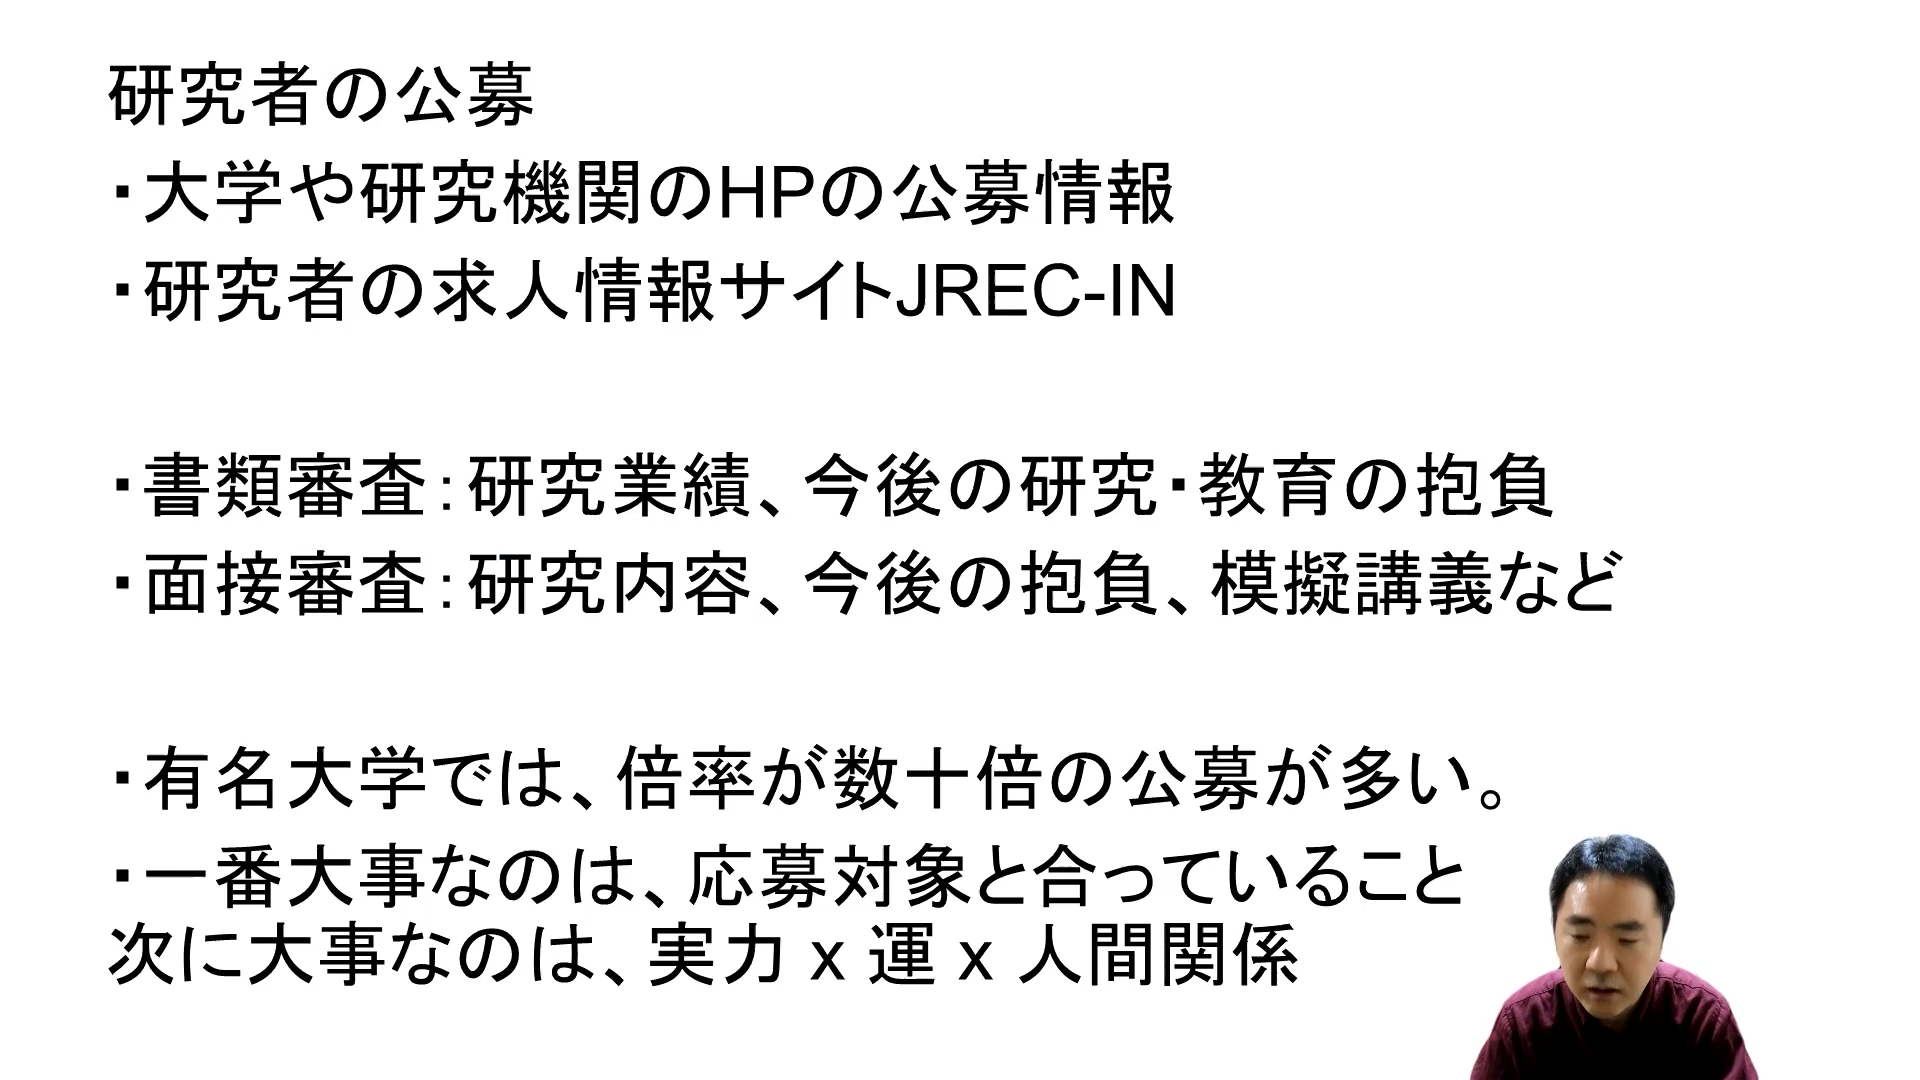 研究者の公募
・大学や研究機関のHPの公募情報
・研究者の求人情報サイトJREC-IN
・書類審査：研究業績、今後の研究・教育の抱負
・面接審査：研究内容、今後の抱負、模擬講義など
・有名大学では、倍率が数十倍の公募が多い。
・一番大事なのは、応募対象と合っていること
次に大事なのは、実力 x 運 x 人間関係